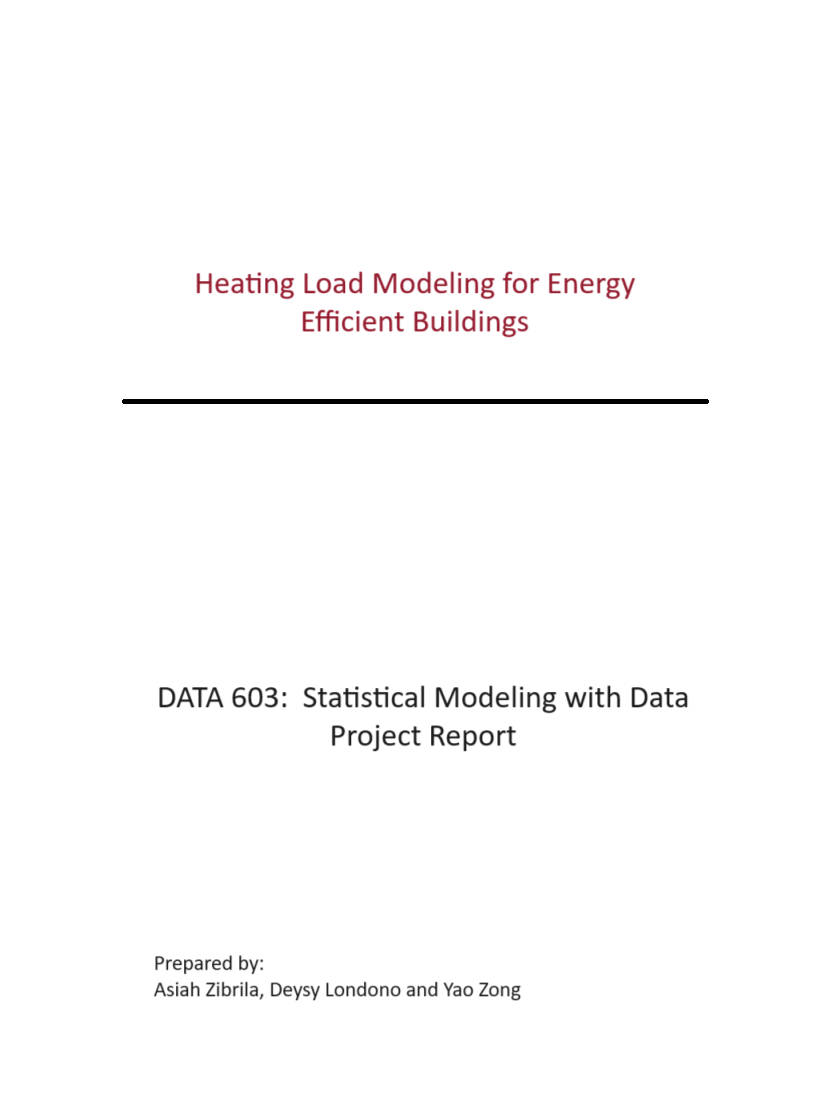 Heating Load Modeling for Energy
Efficient Buildings
DATA 603:  Statistical Modeling with Data
Project Report
Prepared by:
Asiah Zibrila, Deysy Londono and Yao Zong